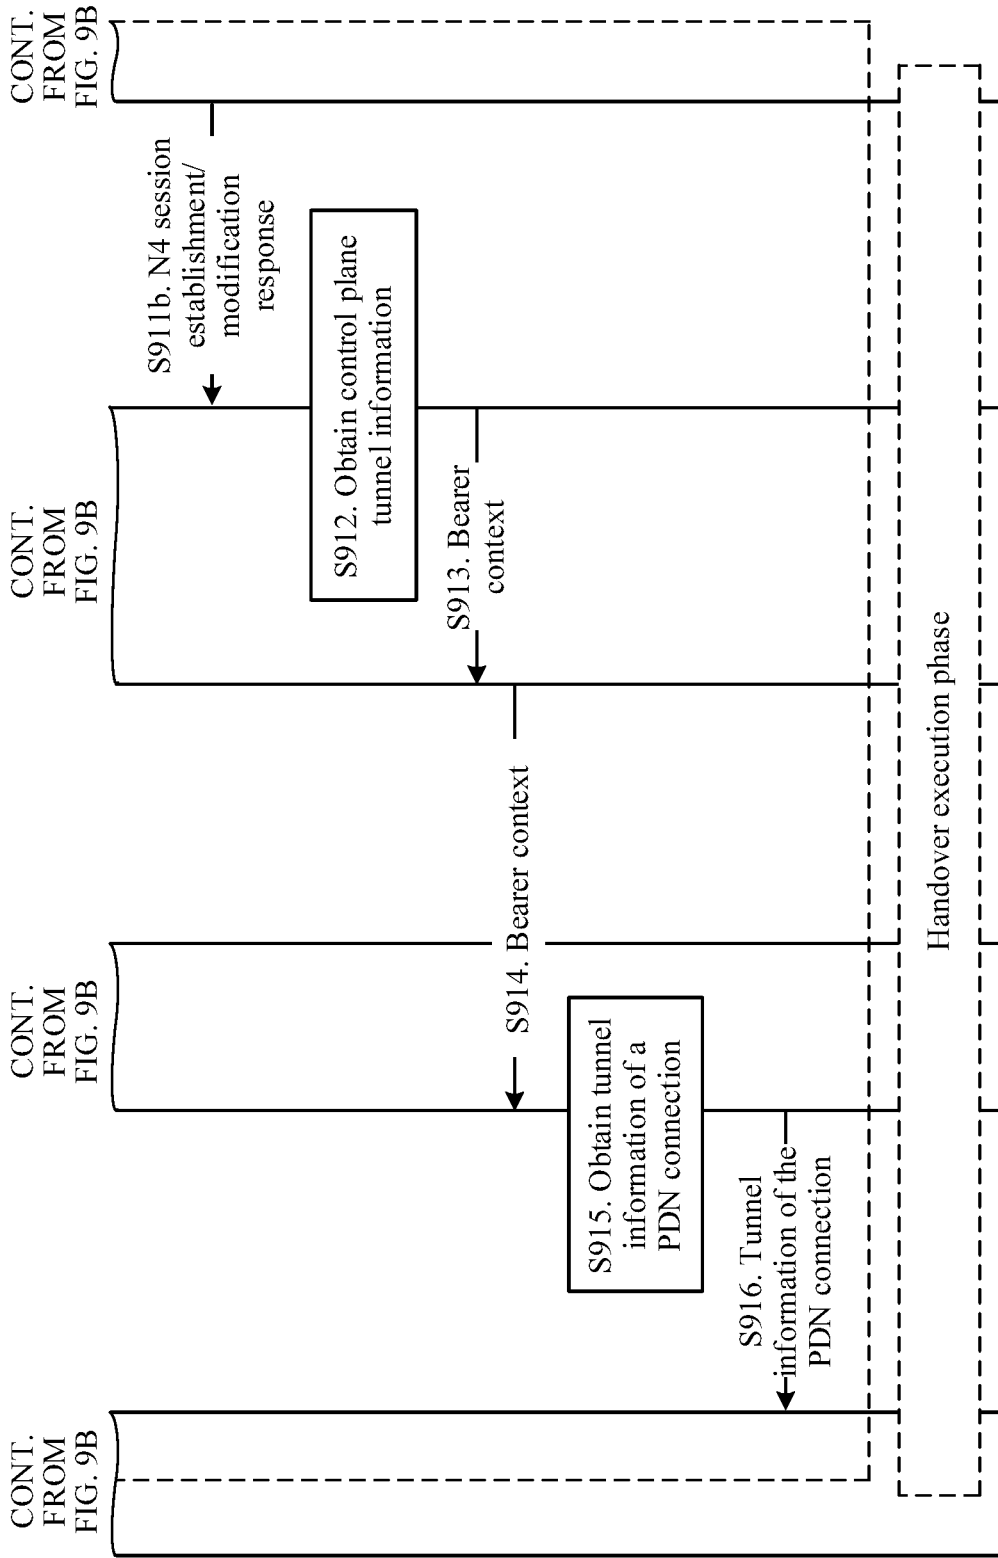 CONT.
FROM
FIG. 9B
CONT.
FROM
FIG. 9B
CONT.
FROM
FIG. 9B
CONT.
FROM
FIG. 9B
S911b. N4 session
establishment/
modification
response
S912. Obtain control plane
tunnel information
S913. Bearer
context
S914. Bearer context
S915. Obtain tunnel
information of a
PDN connection
S916. Tunnel
information of the
PDN connection
Handover execution phase